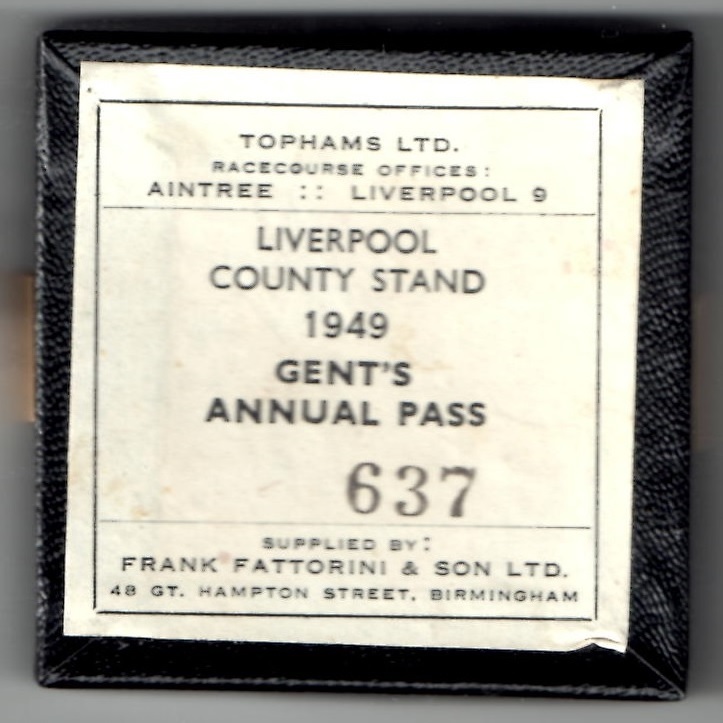 TOPHAMS LTD.
RACECOURSE OFFICES:
AINTREE :: LIVERPOOL 9
LIVERPOOL
COUNTY STAND
1949
GENT'S
ANNUAL PASS
637
SUPPLIED BY:
FRANK FATTORINI & SON LTD.
48 GT. HAMPTON STREET, BIRMINGHAM